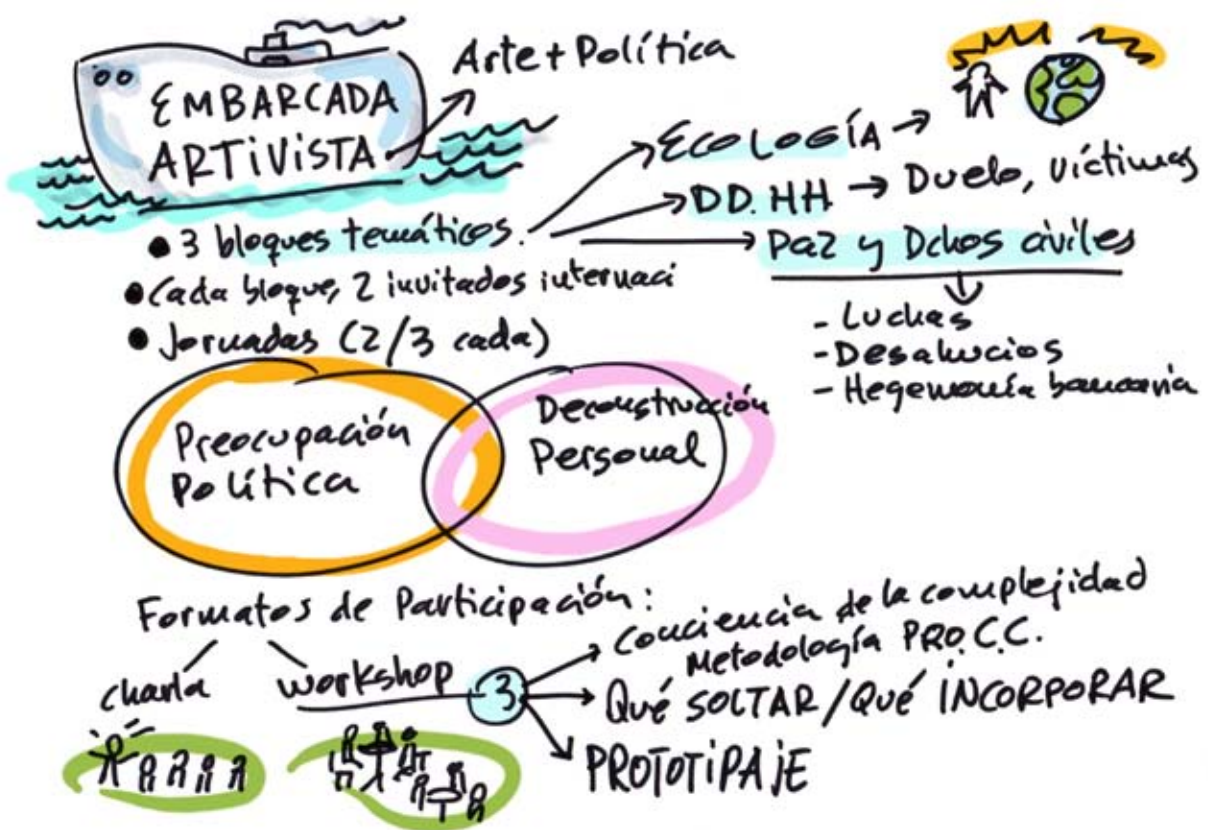 EMBARCADA
ARTIVISTA
Arte + Política
• 3 bloques temáticos.
ECOLOGÍA
DD.HH → Duelo, víctimas
Paz y Dchos civiles
- Luchas
- Desahucios
- Hegemonía bancaria
• Cada bloque, 2 invitados internaci
• Jornadas (2/3 cada)
Preocupación
Política
Deconstrucción
Personal
Formatos de Participación:
charla
workshop
3
Conciencia de la complejidad
Metodología PRO.C.C.
Qué SOLTAR / Qué INCORPORAR
PROTOTIPAJE